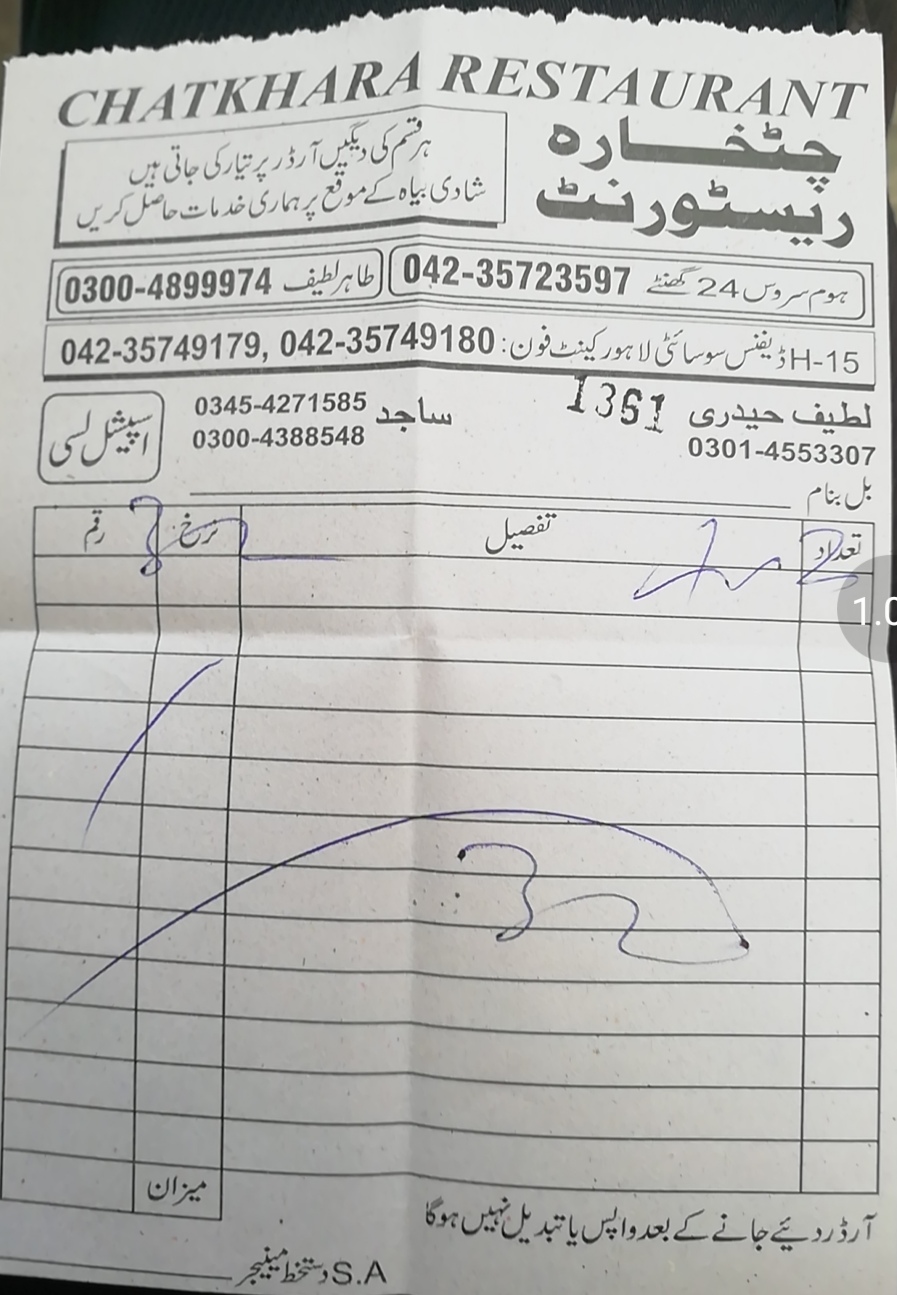 CHATKHARA RESTAURANT
چٹخارہ
ریسٹورنٹ
ہر قسم کی دیگیں آرڈر پر تیار کی جاتی ہیں
شادی بیاہ کے موقع پر ہماری خدمات حاصل کریں
ہوم سروس 24 گھنٹے 042-35723597
طاہر لطیف 0300-4899974
H-15 ڈیفنس سوسائٹی لاہور کینٹ فون: 042-35749180 ,042-35749179
لطیف حیدری 1361
0301-4553307
ساجد 0345-4271585
0300-4388548
اسپیشل لسی
بل بنام
تعداد تفصیل نرخ رقم
1.0
میزان
آرڈر دیئے جانے کے بعد واپس یا تبدیل نہیں ہوگا
S.A دستخط مینیجر